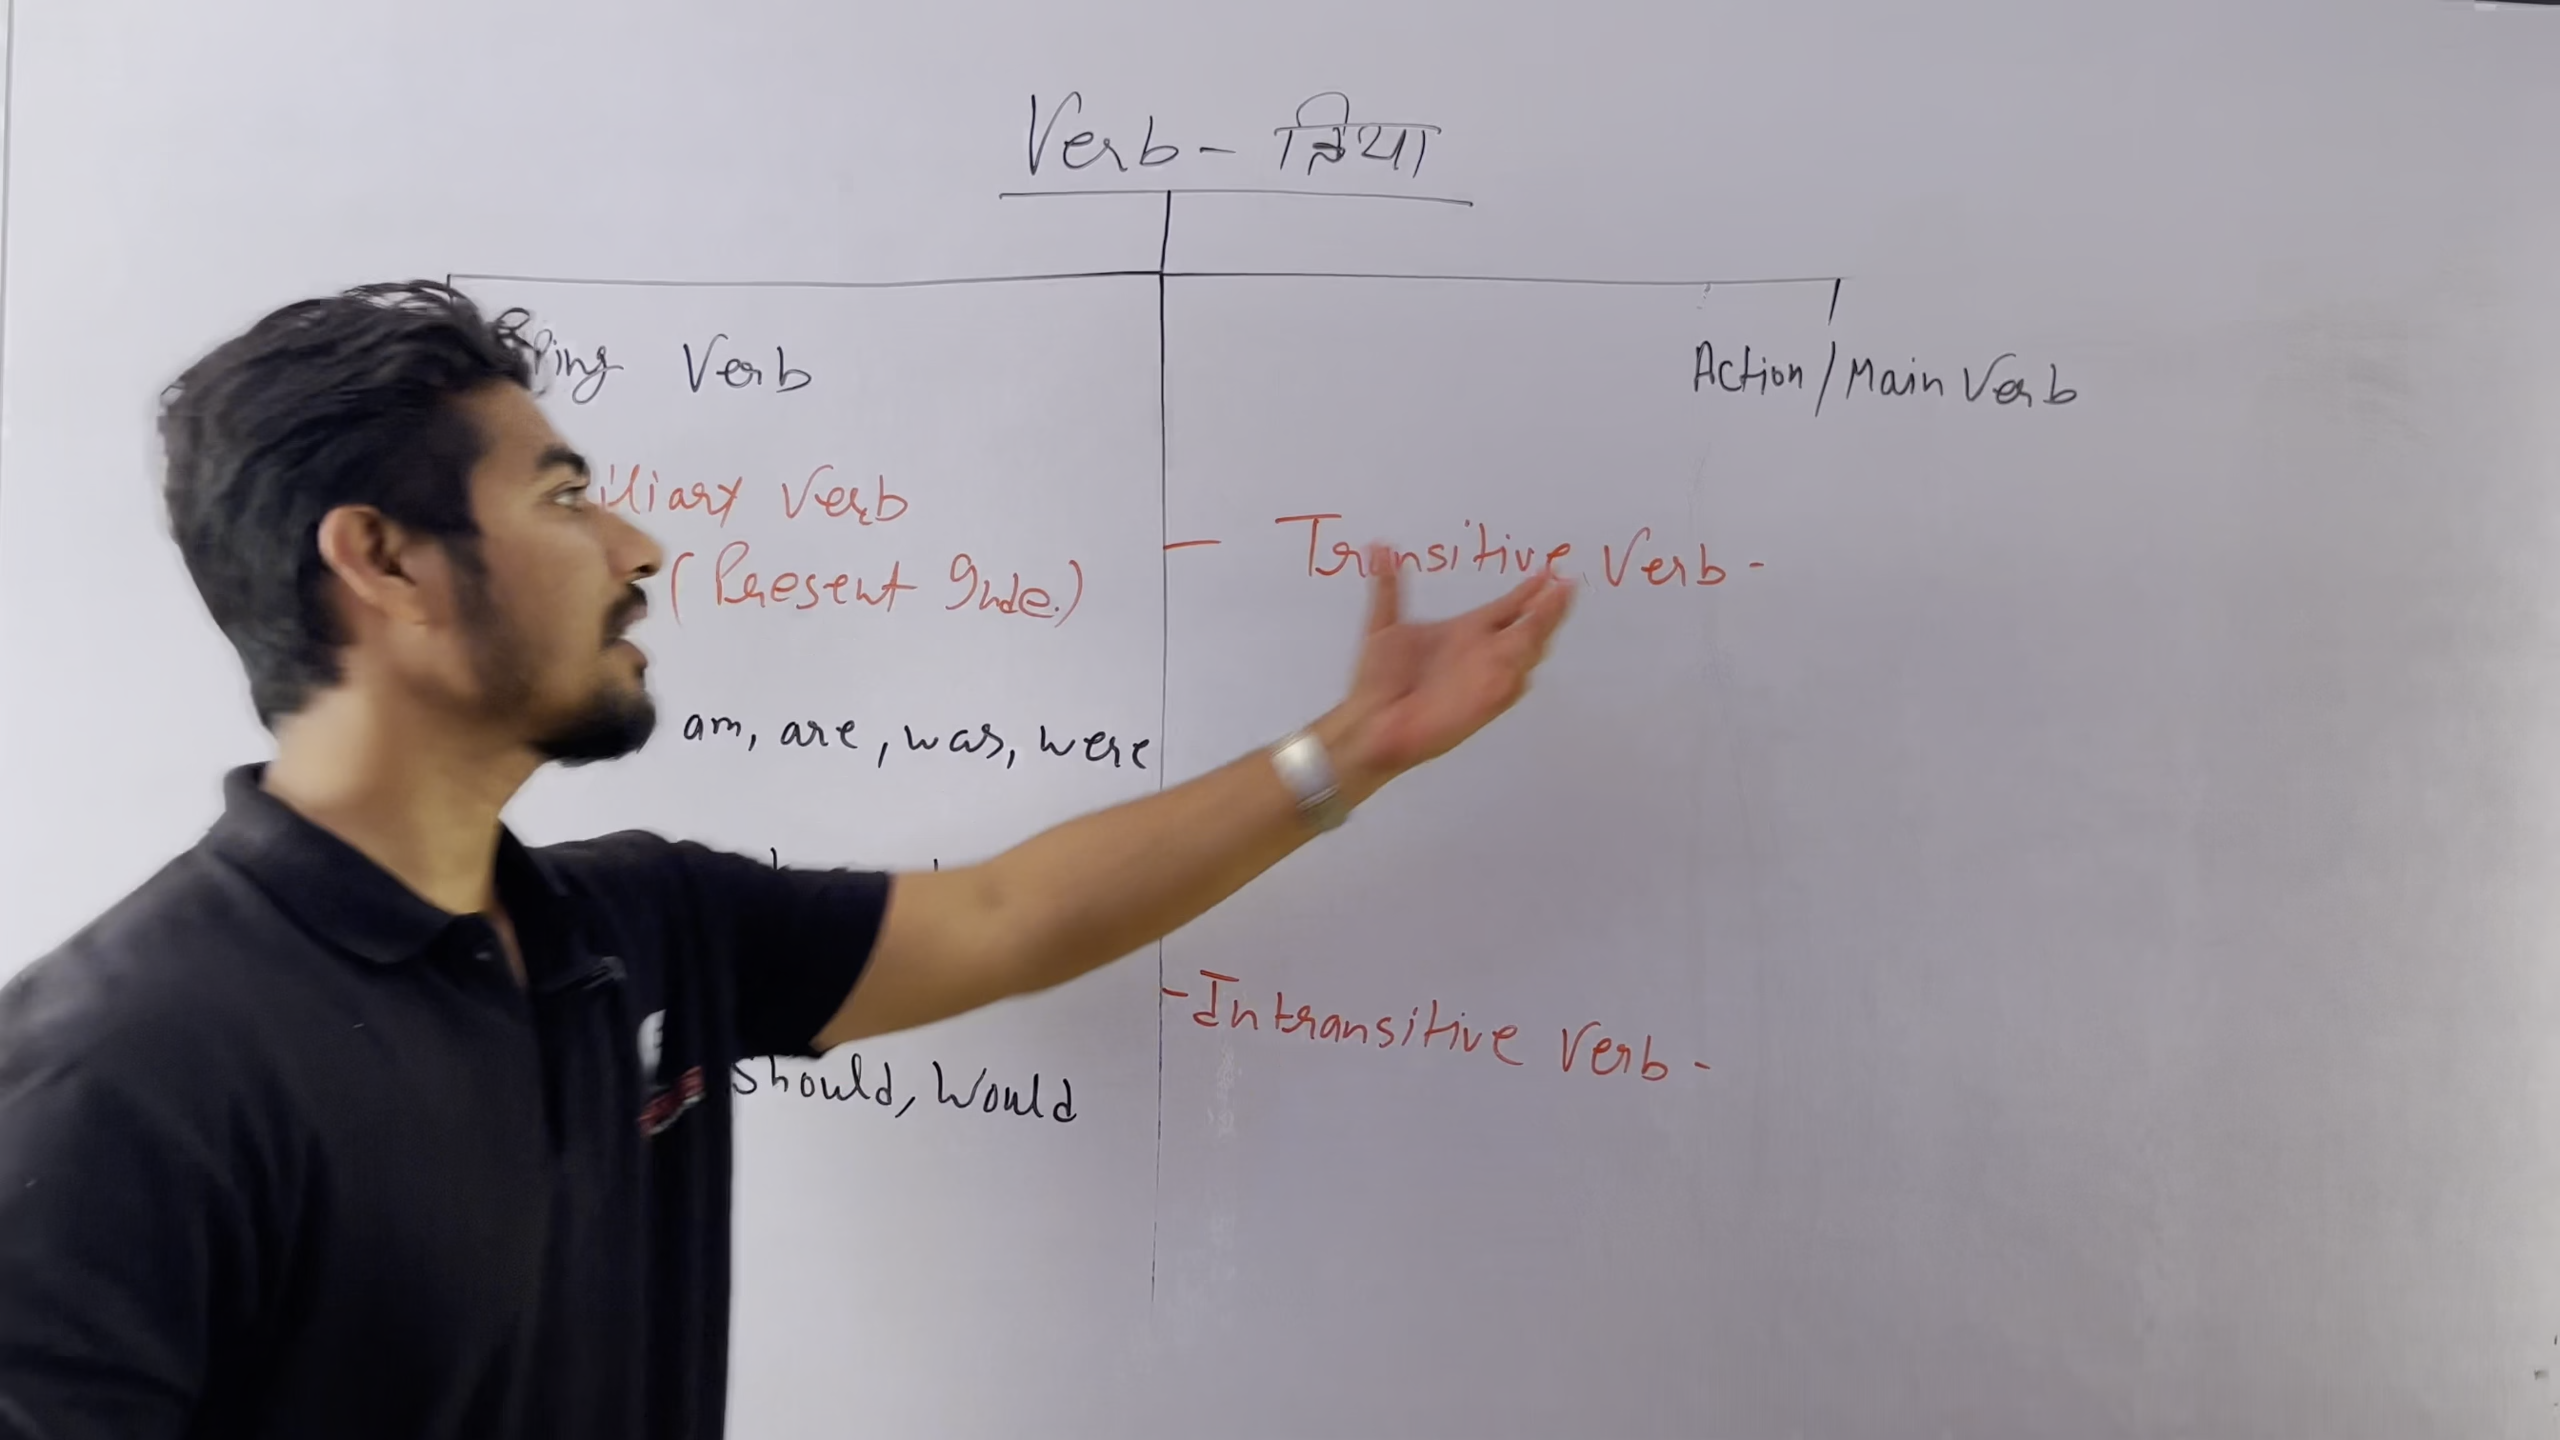 Verb - क्रिया
Verb
Action / Main Verb
Verb
(Present Inde.)
- Transitive Verb -
am, are, was, were
- Intransitive Verb -
should, Would